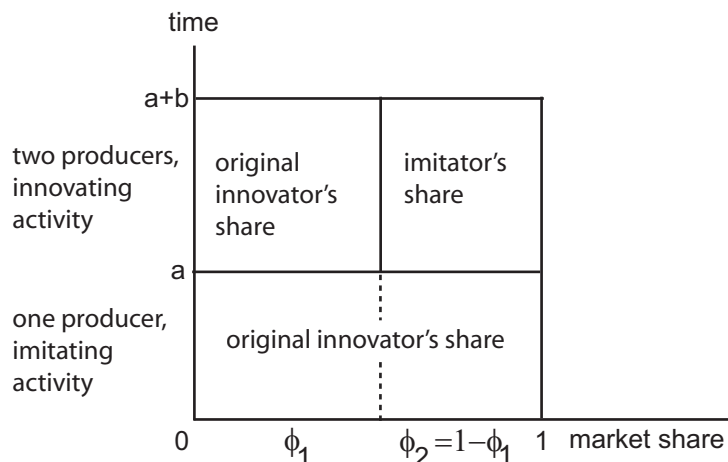 time
a+b
two producers,
innovating
activity
original
innovator's
share
imitator's
share
a
one producer,
imitating
activity
original innovator's share
0
ϕ₁
ϕ₂=1−ϕ₁
1
market share